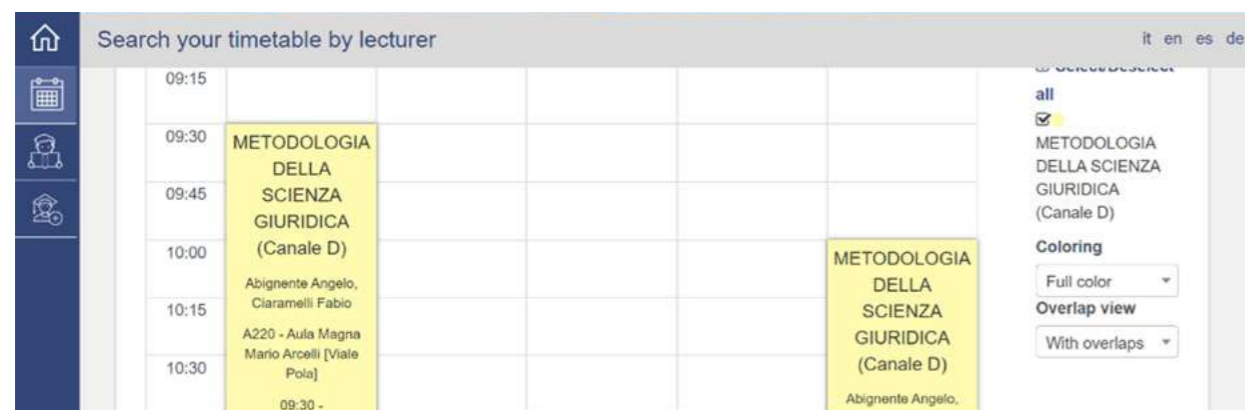 Search your timetable by lecturer
it en es de
09:15
09:30
09:45
10:00
10:15
10:30
METODOLOGIA
DELLA
SCIENZA
GIURIDICA
(Canale D)
Abignente Angelo,
Ciaramelli Fabio
A220 - Aula Magna
Mario Arcelli [Viale
Pola]
09:30 -
METODOLOGIA
DELLA
SCIENZA
GIURIDICA
(Canale D)
Abignente Angelo,
Select/Deselect
all
METODOLOGIA
DELLA SCIENZA
GIURIDICA
(Canale D)
Coloring
Full color
Overlap view
With overlaps